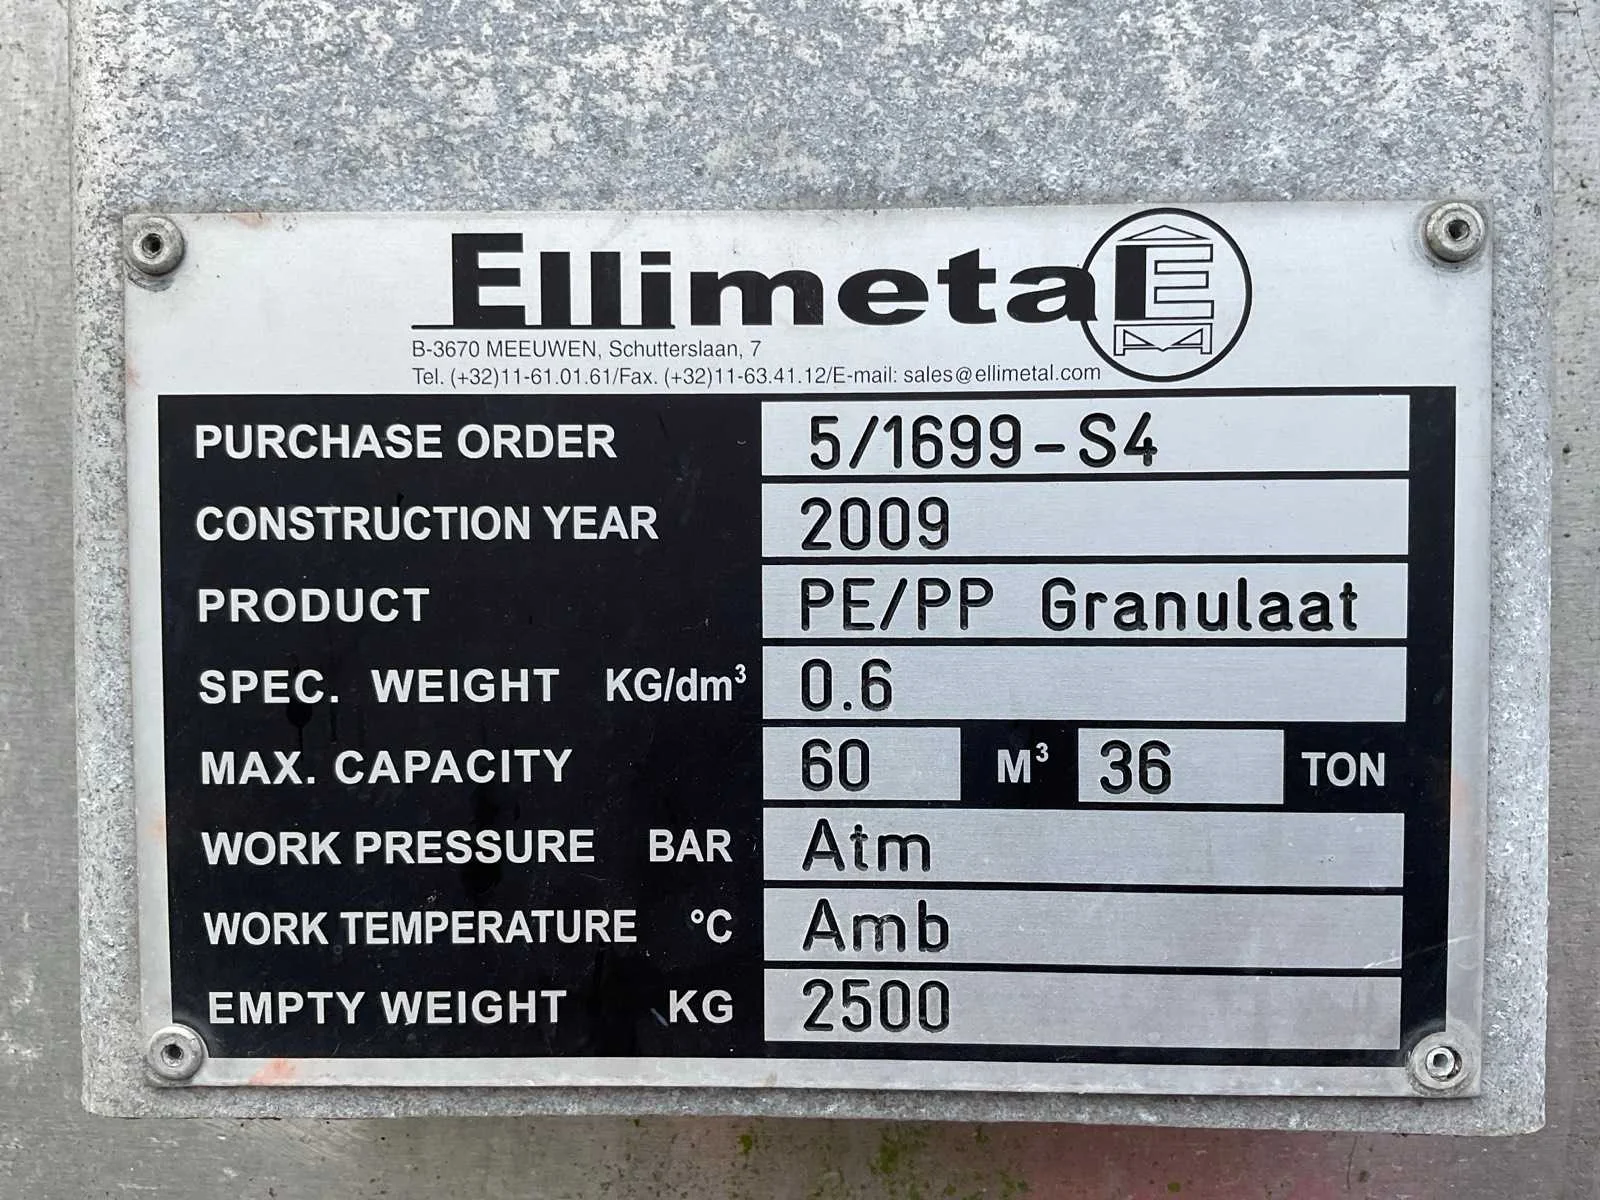 Ellimetal
B-3670 MEEUWEN, Schutterslaan, 7
Tel. (+32)11-61.01.61/Fax. (+32)11-63.41.12/E-mail: sales@ellimetal.com
PURCHASE ORDER 5/1699-S4
CONSTRUCTION YEAR 2009
PRODUCT PE/PP Granulaat
SPEC. WEIGHT KG/dm³ 0.6
MAX. CAPACITY 60 M³ 36 TON
WORK PRESSURE BAR Atm
WORK TEMPERATURE °C Amb
EMPTY WEIGHT KG 2500